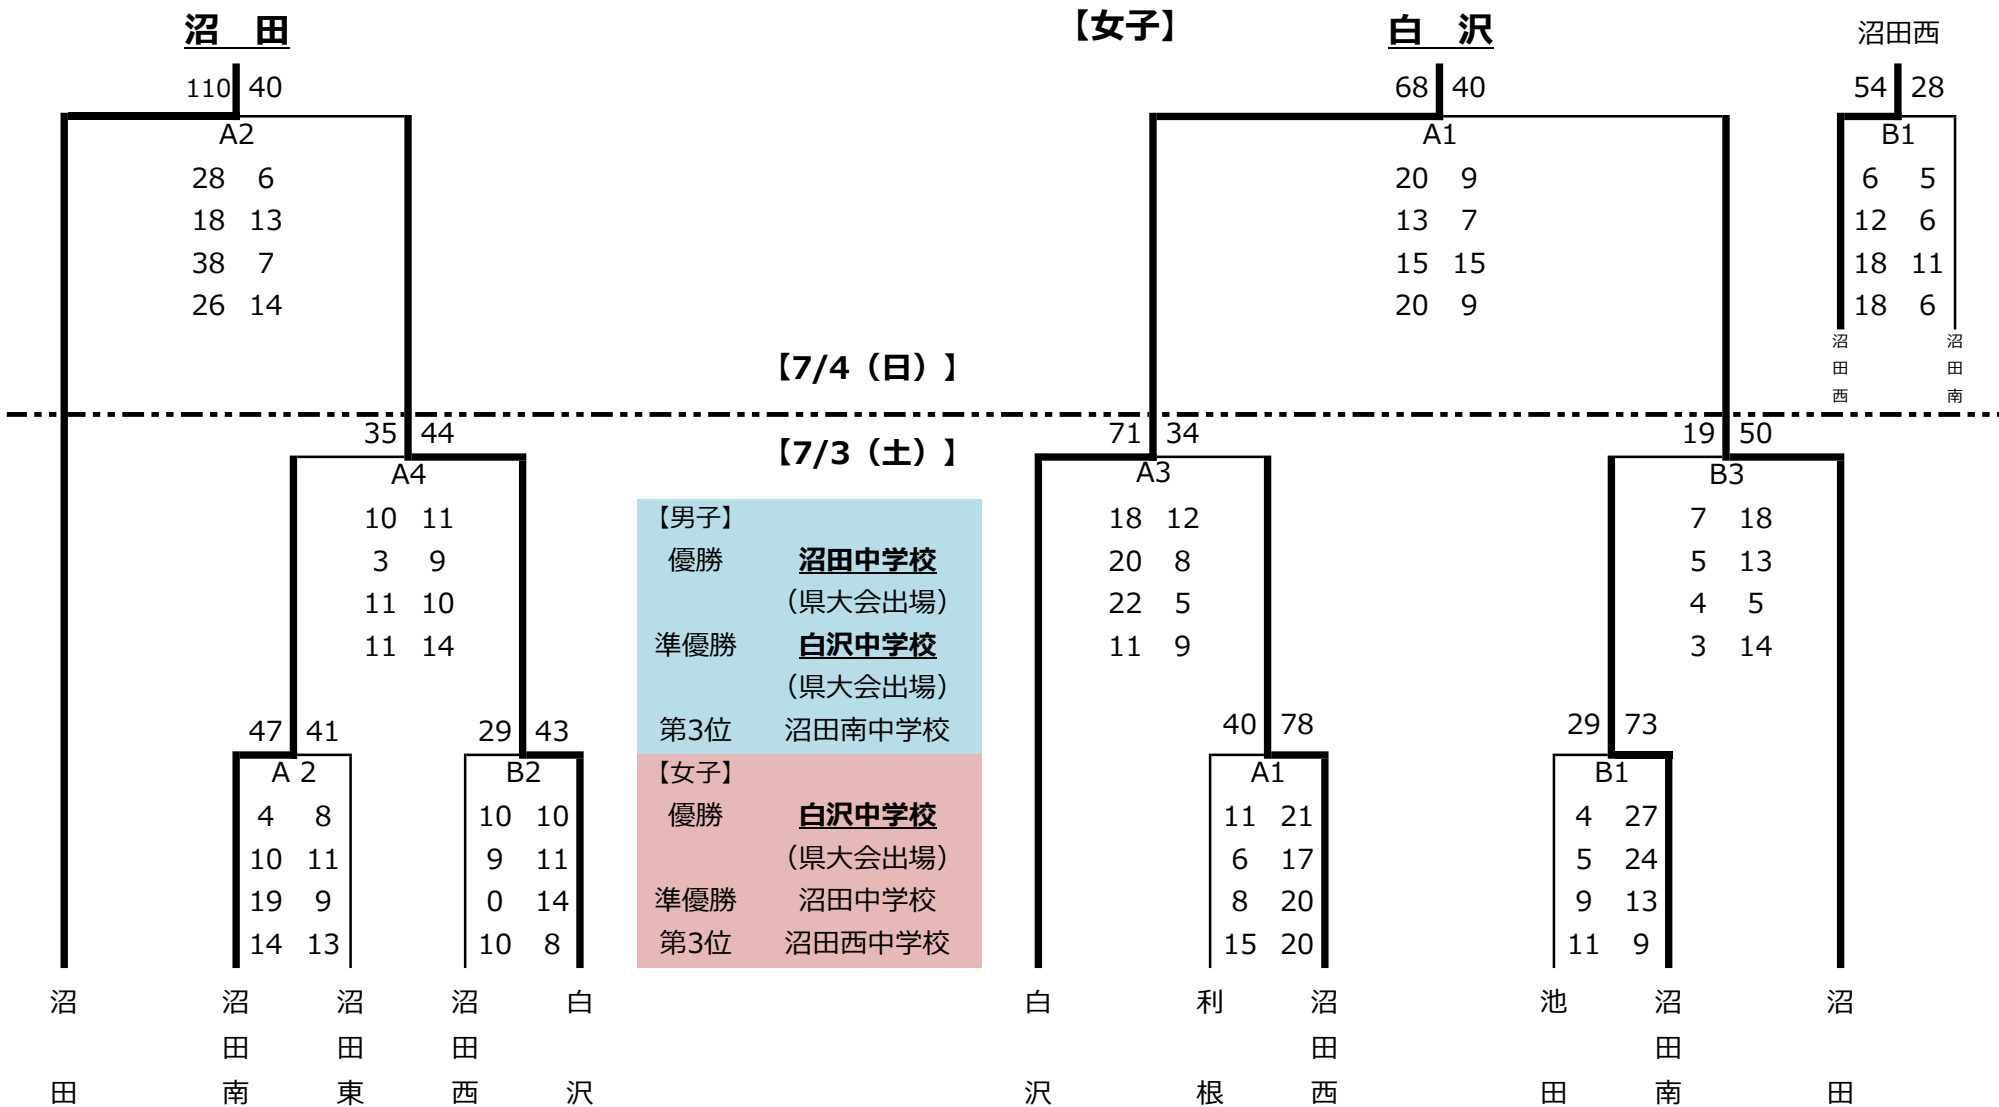 沼　田 【女子】 白　沢 沼田西
110 40 68 40 54 28
A2 A1 B1
28 6 20 9 6 5
18 13 13 7 12 6
38 7 15 15 18 11
26 14 20 9 18 6
沼田西 沼田南
【7/4（日）】
35 44 【7/3（土）】 71 34 19 50
A4 A3 B3
10 11 【男子】 18 12 7 18
3 9 優勝 沼田中学校 20 8 5 13
11 10 （県大会出場） 22 5 4 5
11 14 準優勝 白沢中学校 11 9 3 14
（県大会出場）
47 41 29 43 第3位 沼田南中学校 40 78 29 73
A 2 B2 【女子】 A1 B1
4 8 10 10 優勝 白沢中学校 11 21 4 27
10 11 9 11 （県大会出場） 6 17 5 24
19 9 0 14 準優勝 沼田中学校 8 20 9 13
14 13 10 8 第3位 沼田西中学校 15 20 11 9
沼田 沼田南 沼田東 沼田西 白沢 白沢 利根 沼田西 池田 沼田南 沼田